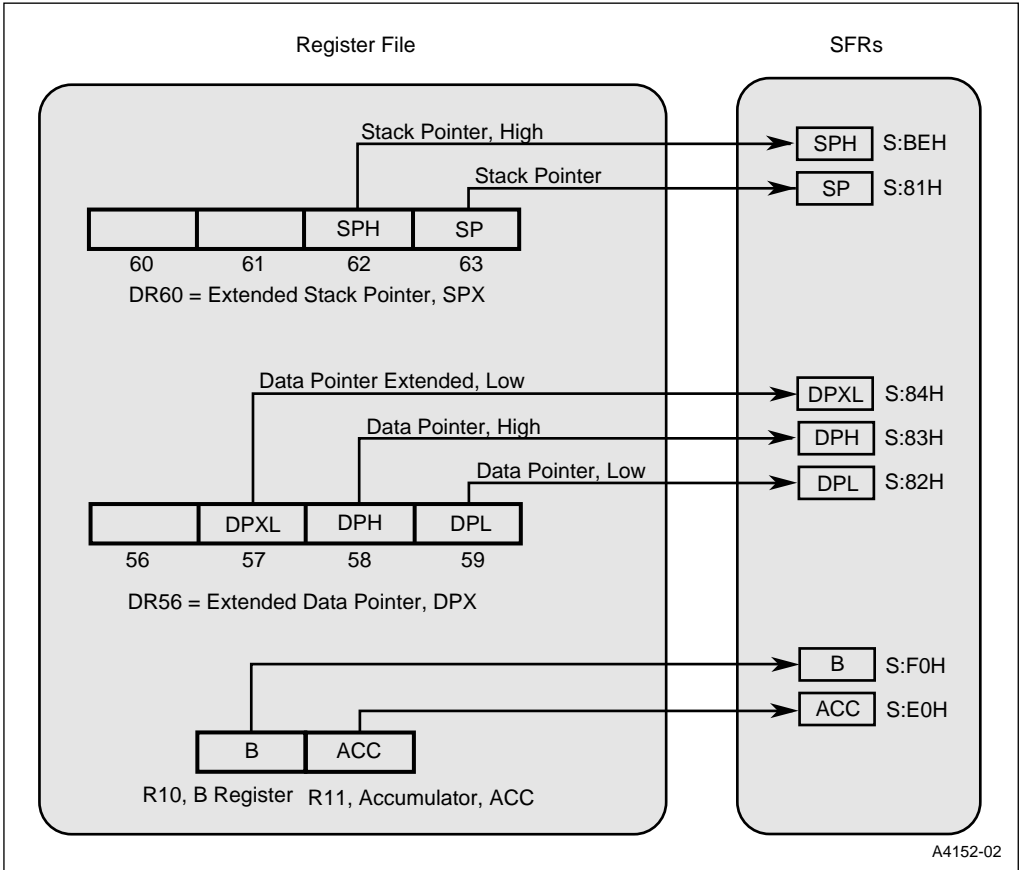 Register File
SFRs
Stack Pointer, High
SPH S:BEH
Stack Pointer
SP S:81H
SPH SP
60 61 62 63
DR60 = Extended Stack Pointer, SPX
Data Pointer Extended, Low
DPXL S:84H
Data Pointer, High
DPH S:83H
Data Pointer, Low
DPL S:82H
DPXL DPH DPL
56 57 58 59
DR56 = Extended Data Pointer, DPX
B S:F0H
ACC S:E0H
B ACC
R10, B Register R11, Accumulator, ACC
A4152-02